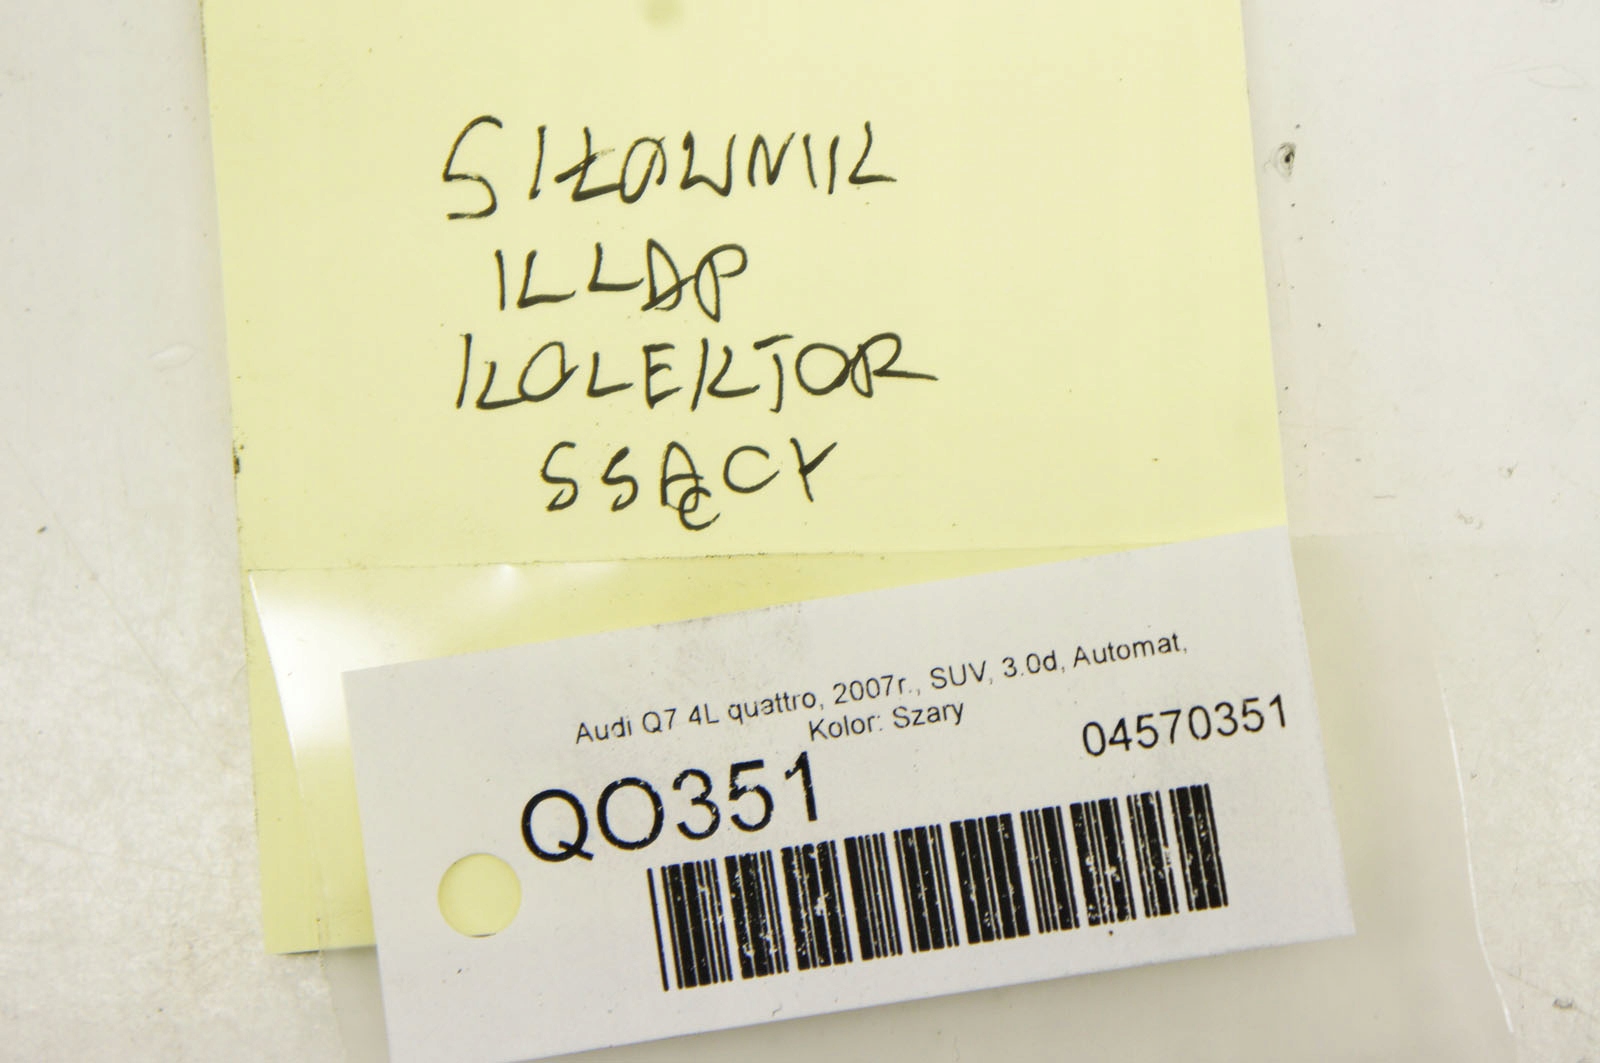 SIŁOWNIK
KLAP
KOLEKTOR
SSĄCY
Audi Q7 4L quattro, 2007r., SUV, 3.0d, Automat,
Kolor: Szary
04570351
QO351